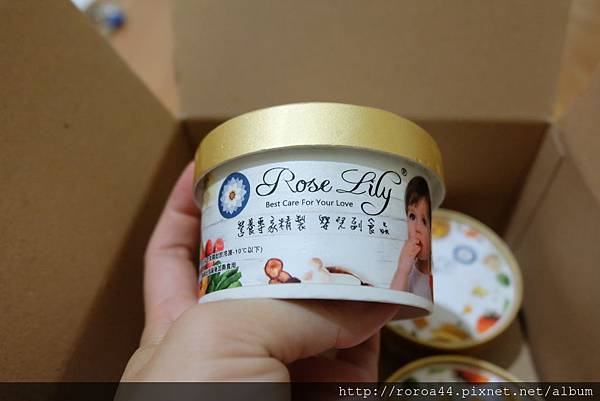 Rose Lily®
Best Care For Your Love
營養專家精製 嬰兒副食品
-10℃以下)
http://roroa44.pixnet.net/album